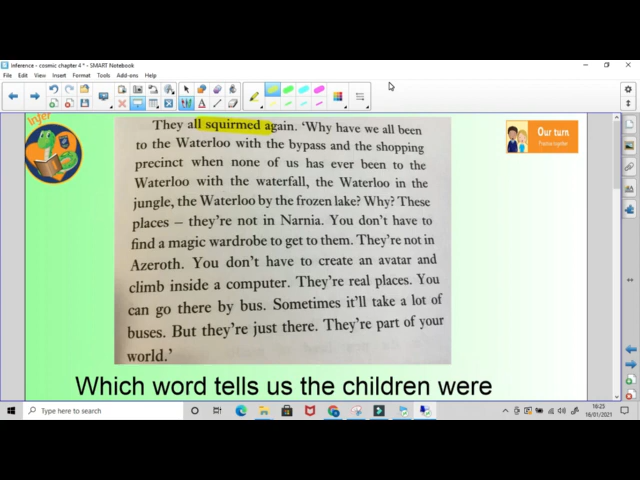 inference - cosmic chapter 4 * - SMART Notebook
File Edit View Insert Format Tools Add-ons Help
infer
Our turn
Practise together
They all squirmed again. 'Why have we all been
to the Waterloo with the bypass and the shopping
precinct when none of us has ever been to the
Waterloo with the waterfall, the Waterloo in the
jungle, the Waterloo by the frozen lake? Why? These
places – they're not in Narnia. You don't have to
find a magic wardrobe to get to them. They're not in
Azeroth. You don't have to create an avatar and
climb inside a computer. They're real places. You
can go there by bus. Sometimes it'll take a lot of
buses. But they're just there. They're part of your
world.'
Which word tells us the children were
Type here to search
16:25
16/01/2021